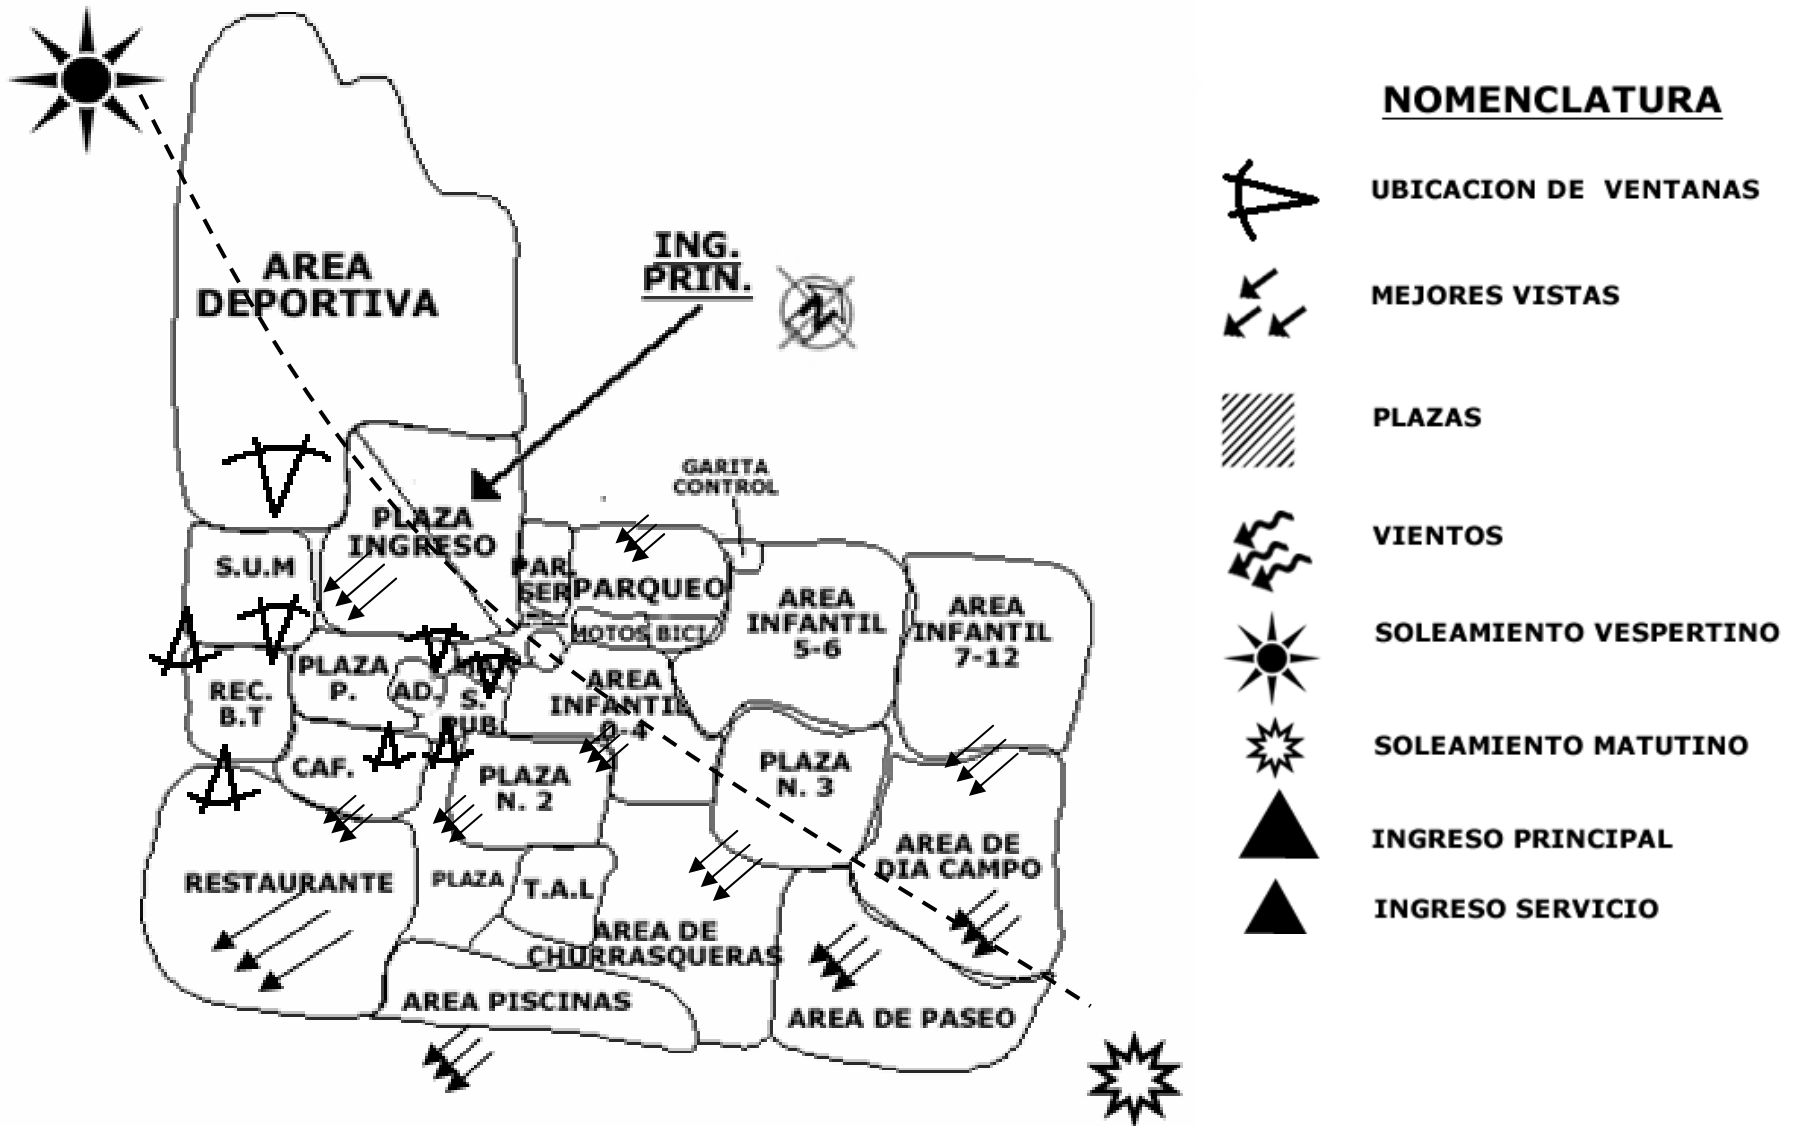 NOMENCLATURA
UBICACION DE VENTANAS
MEJORES VISTAS
PLAZAS
VIENTOS
SOLEAMIENTO VESPERTINO
SOLEAMIENTO MATUTINO
INGRESO PRINCIPAL
INGRESO SERVICIO
ING.
PRIN.
N
AREA
DEPORTIVA
GARITA
CONTROL
PLAZA
INGRESO
S.U.M
PAR.
SER
PARQUEO
MOTOS
BICI.
AREA
INFANTIL
5-6
AREA
INFANTIL
7-12
REC.
B.T
PLAZA
P.
AD.
S.
PUB.
AREA
INFANTIL
0-4
CAF.
PLAZA
N. 2
PLAZA
N. 3
AREA DE
DIA CAMPO
RESTAURANTE
PLAZA
T.A.L
AREA DE
CHURRASQUERAS
AREA PISCINAS
AREA DE PASEO